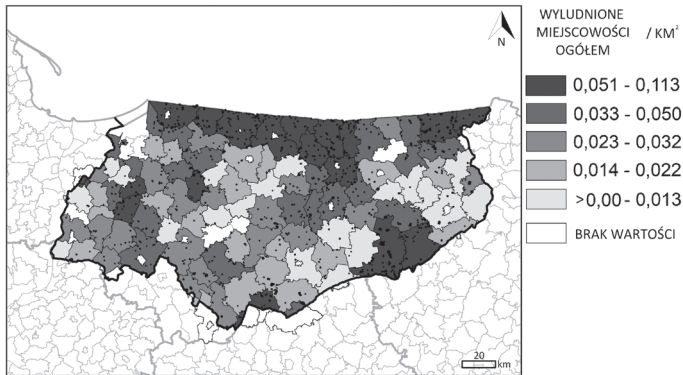 N
WYLUDNIONE
MIEJSCOWOŚCI / KM²
OGÓŁEM
0,051 - 0,113
0,033 - 0,050
0,023 - 0,032
0,014 - 0,022
>0,00 - 0,013
BRAK WARTOŚCI
20
km